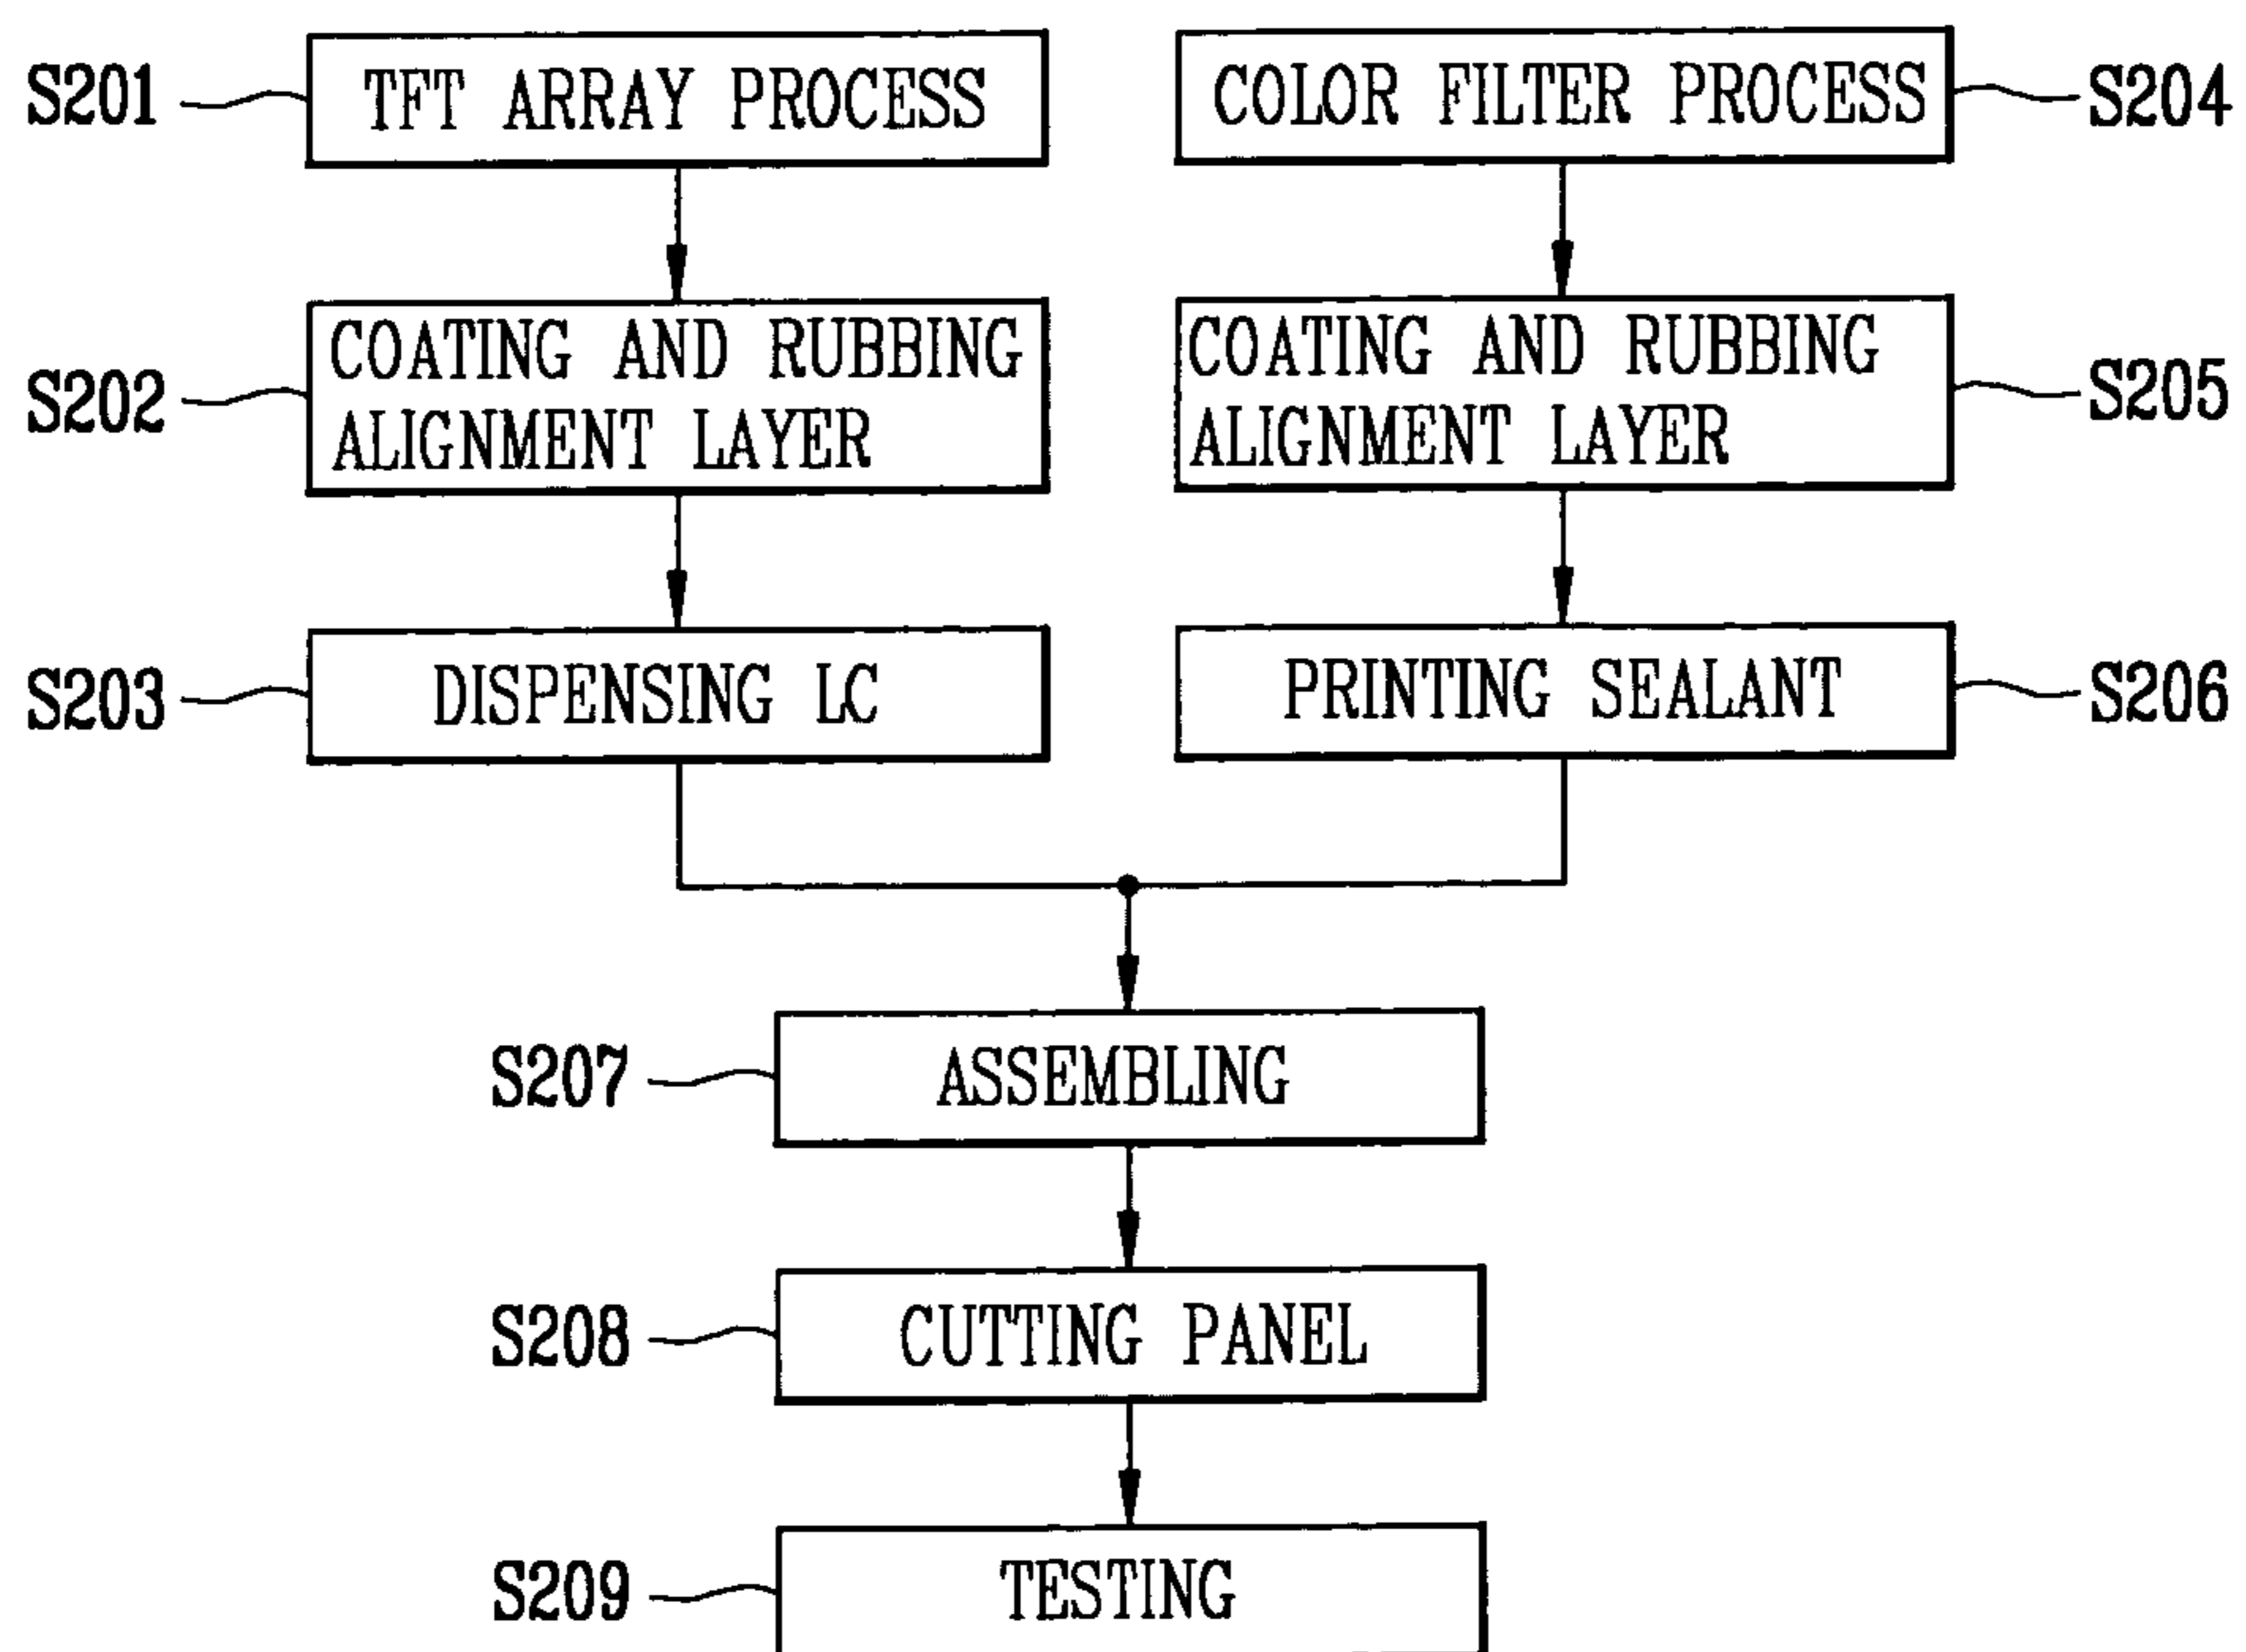 S201
TFT ARRAY PROCESS
COLOR FILTER PROCESS
S204
S202
COATING AND RUBBING
ALIGNMENT LAYER
COATING AND RUBBING
ALIGNMENT LAYER
S205
S203
DISPENSING LC
PRINTING SEALANT
S206
S207
ASSEMBLING
S208
CUTTING PANEL
S209
TESTING